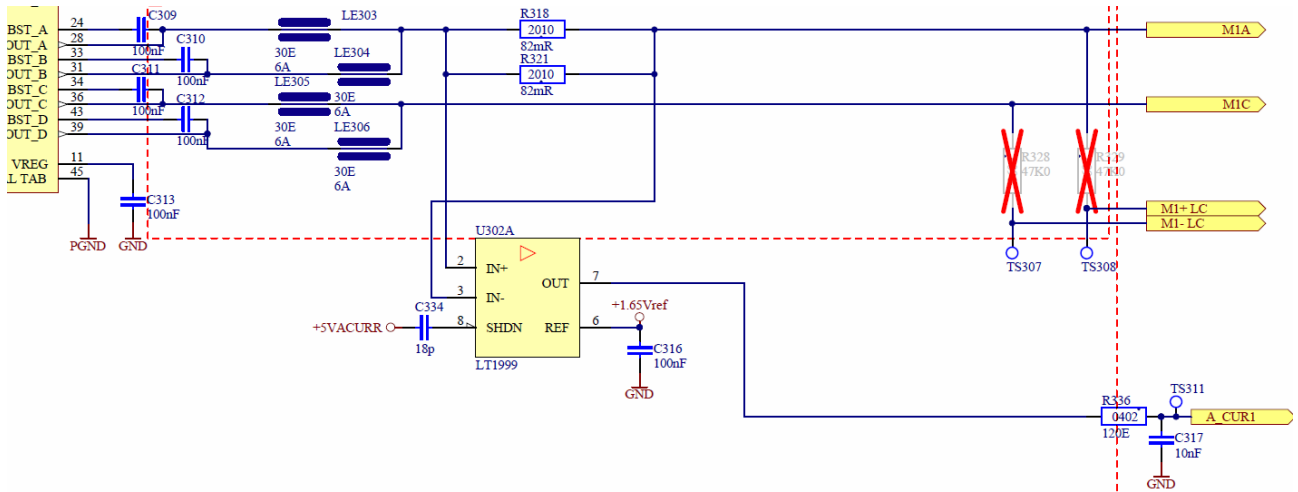 24
BST_A
28
OUT_A
33
BST_B
31
OUT_B
34
BST_C
36
OUT_C
43
BST_D
39
OUT_D
11
VREG
45
L TAB
C309
100nF
C310
100nF
C311
100nF
C312
100nF
C313
100nF
PGND
GND
LE303
30E
6A
LE304
30E
6A
LE305
30E
6A
LE306
30E
6A
R318
2010
82mR
R321
2010
82mR
M1A
M1C
R328
47K0
R329
47K0
M1+ LC
M1- LC
TS307
TS308
U302A
2
IN+
3
IN-
8
SHDN
OUT
7
REF
6
LT1999
+5VACURR
C334
18p
+1.65Vref
C316
100nF
GND
R336
0402
120E
TS311
A_CUR1
C317
10nF
GND